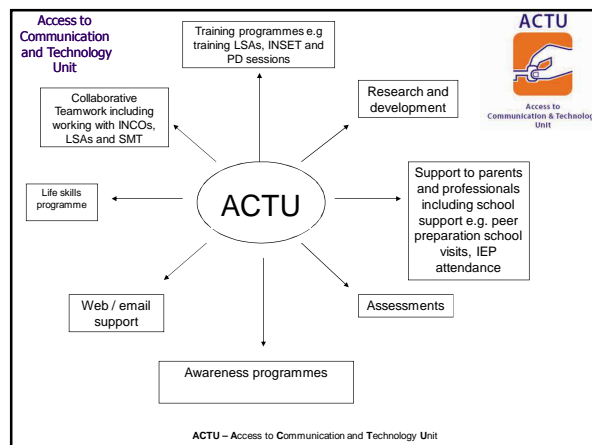 Access to
Communication
and Technology
Unit
Training programmes e.g
training LSAs, INSET and
PD sessions
ACTU
Access to
Communication & Technology
Unit
Collaborative
Teamwork including
working with INCOs,
LSAs and SMT
Research and
development
Life skills
programme
ACTU
Support to parents
and professionals
including school
support e.g. peer
preparation school
visits, IEP
attendance
Web / email
support
Assessments
Awareness programmes
ACTU – Access to Communication and Technology Unit